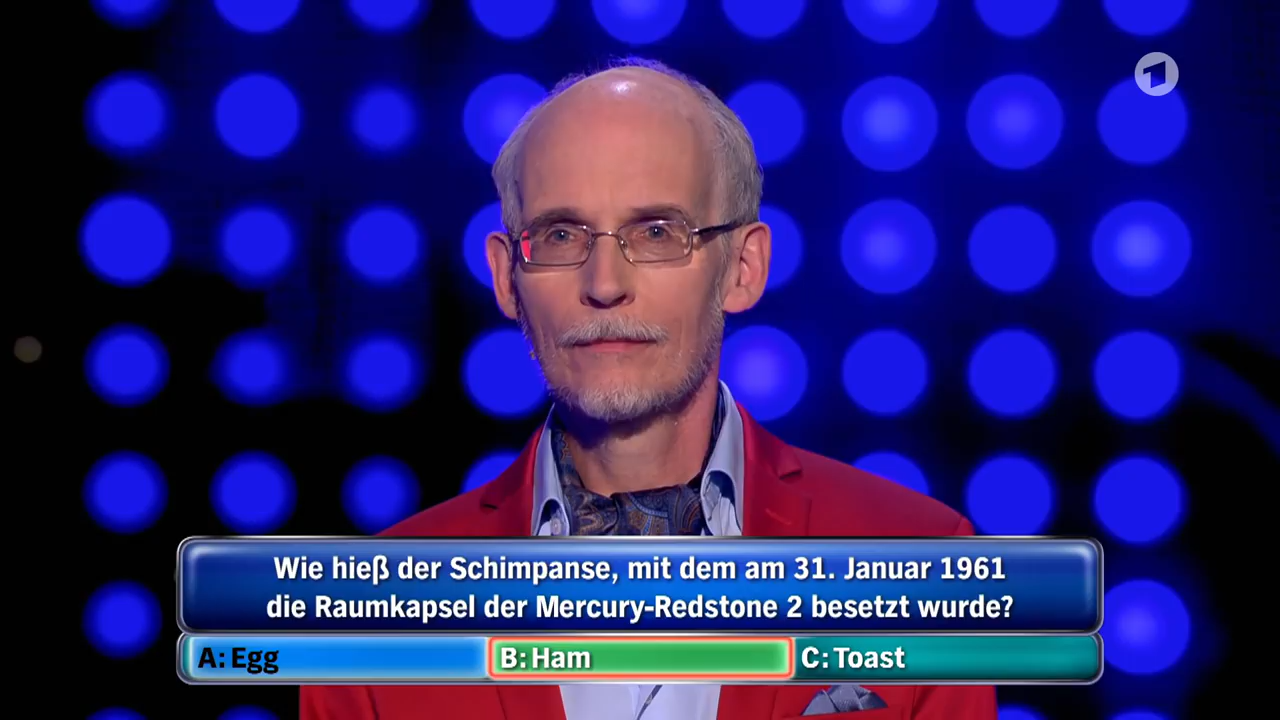 Wie hieß der Schimpanse, mit dem am 31. Januar 1961
die Raumkapsel der Mercury-Redstone 2 besetzt wurde?
A: Egg B: Ham C: Toast
1